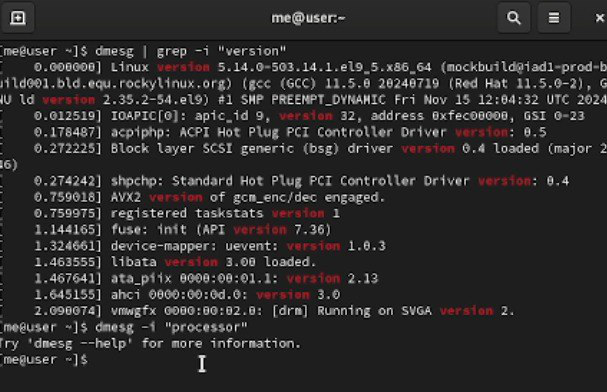 me@user:~
[me@user ~]$ dmesg | grep -i "version"
0.000000] Linux version 5.14.0-503.14.1.el9_5.x86_64 (mockbuild@iad1-prod-b
uild001.bld.equ.rockylinux.org) (gcc (GCC) 11.5.0 20240719 (Red Hat 11.5.0-2), G
NU ld version 2.35.2-54.el9) #1 SMP PREEMPT_DYNAMIC Fri Nov 15 12:04:32 UTC 2024
0.012519] IOAPIC[0]: apic_id 9, version 32, address 0xfec00000, GSI 0-23
0.178487] acpiphp: ACPI Hot Plug PCI Controller Driver version: 0.5
0.272225] Block layer SCSI generic (bsg) driver version 0.4 loaded (major 2
46)
0.274242] shpchp: Standard Hot Plug PCI Controller Driver version: 0.4
0.759018] AVX2 version of gcm_enc/dec engaged.
0.759975] registered taskstats version 1
1.144165] fuse: init (API version 7.36)
1.324661] device-mapper: uevent: version 1.0.3
1.463555] libata version 3.00 loaded.
1.467641] ata_piix 0000:00:01.1: version 2.13
1.645155] ahci 0000:00:0d.0: version 3.0
2.090074] vmwgfx 0000:00:02.0: [drm] Running on SVGA version 2.
[me@user ~]$ dmesg -i "processor"
Try 'dmesg --help' for more information.
[me@user ~]$